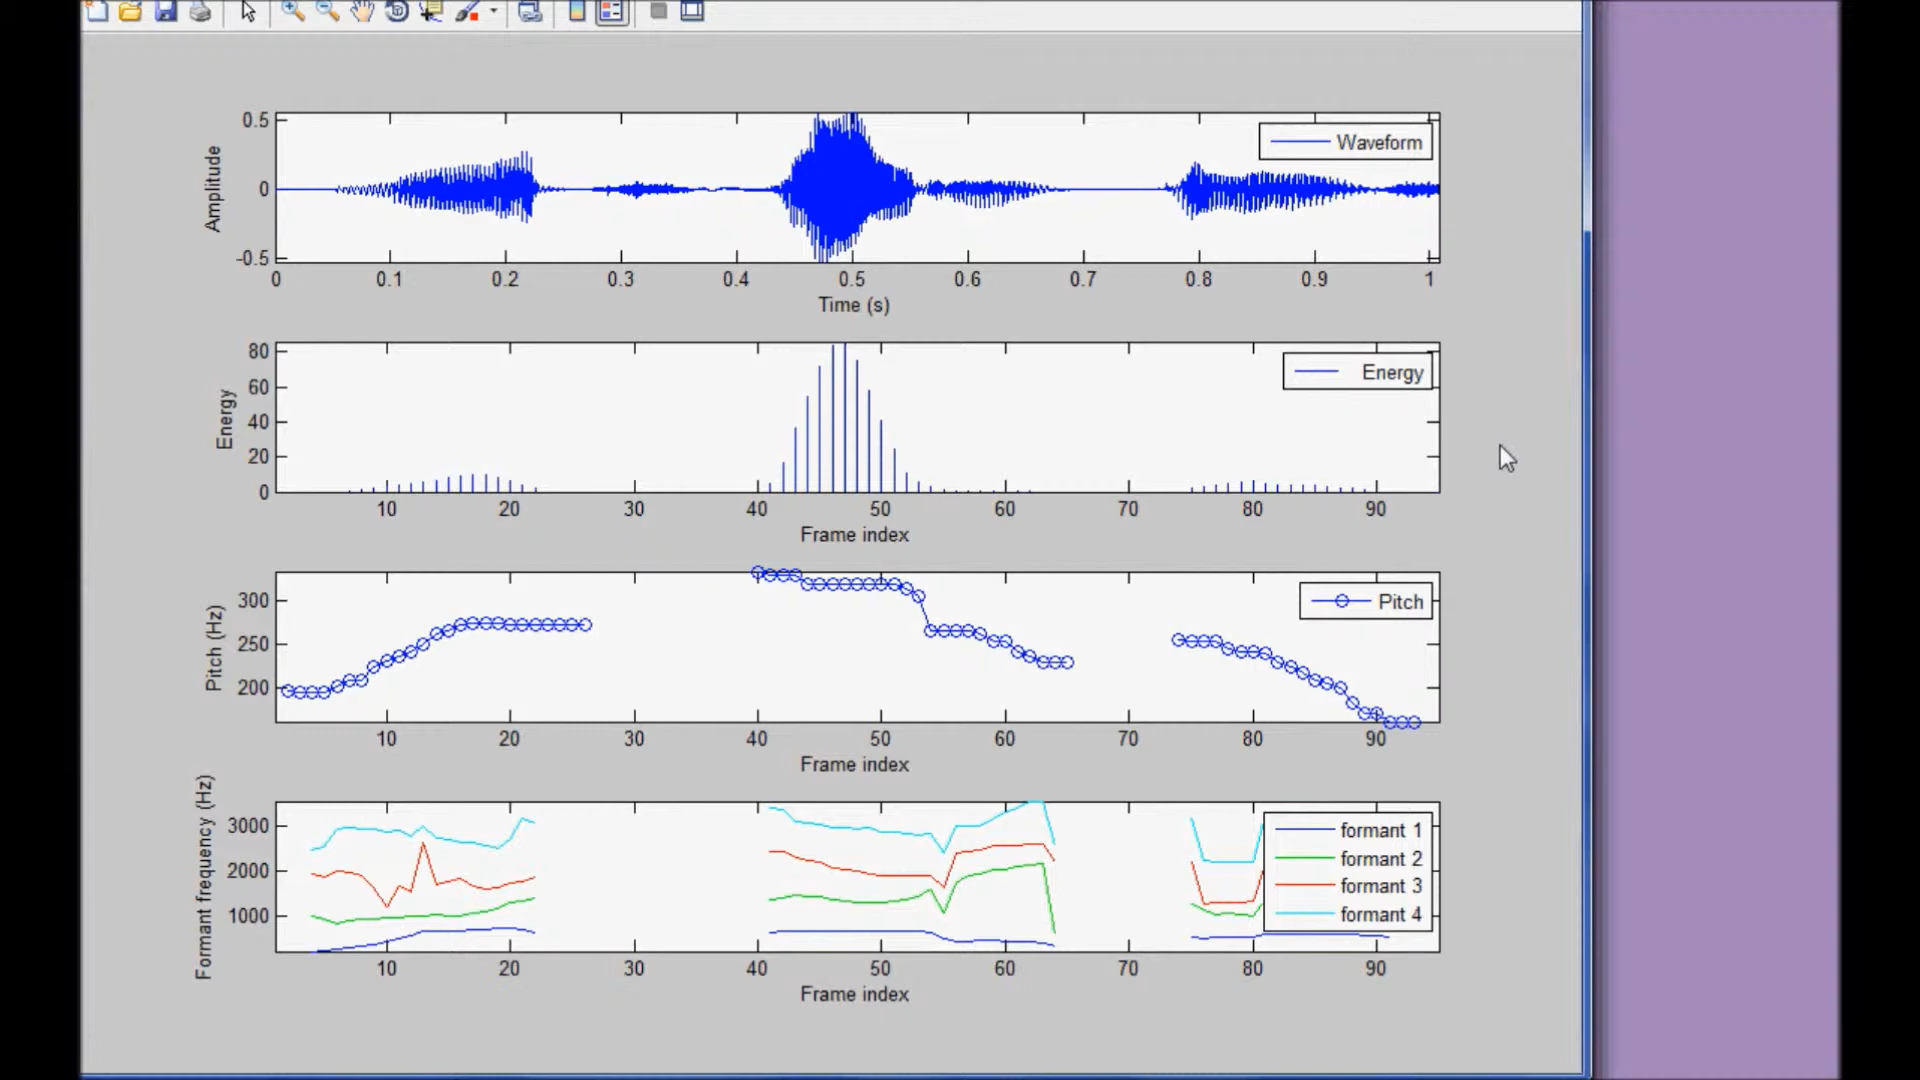 0.5
Waveform
Amplitude
0
-0.5
0 0.1 0.2 0.3 0.4 0.5 0.6 0.7 0.8 0.9 1
Time (s)
80
Energy
60
Energy
40
20
0
10 20 30 40 50 60 70 80 90
Frame index
300
Pitch
Pitch (Hz)
250
200
10 20 30 40 50 60 70 80 90
Frame index
Formant frequency (Hz)
3000
formant 1
formant 2
2000
formant 3
1000
formant 4
10 20 30 40 50 60 70 80 90
Frame index